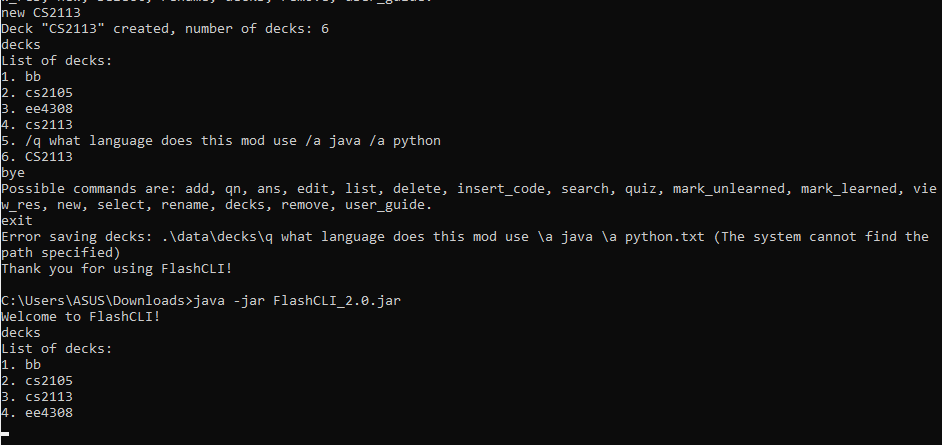 new CS2113
Deck "CS2113" created, number of decks: 6
decks
List of decks:
1. bb
2. cs2105
3. ee4308
4. cs2113
5. /q what language does this mod use /a java /a python
6. CS2113
bye
Possible commands are: add, qn, ans, edit, list, delete, insert_code, search, quiz, mark_unlearned, mark_learned, vie
w_res, new, select, rename, decks, remove, user_guide.
exit
Error saving decks: .\data\decks\q what language does this mod use \a java \a python.txt (The system cannot find the
path specified)
Thank you for using FlashCLI!
C:\Users\ASUS\Downloads>java -jar FlashCLI_2.0.jar
Welcome to FlashCLI!
decks
List of decks:
1. bb
2. cs2105
3. cs2113
4. ee4308